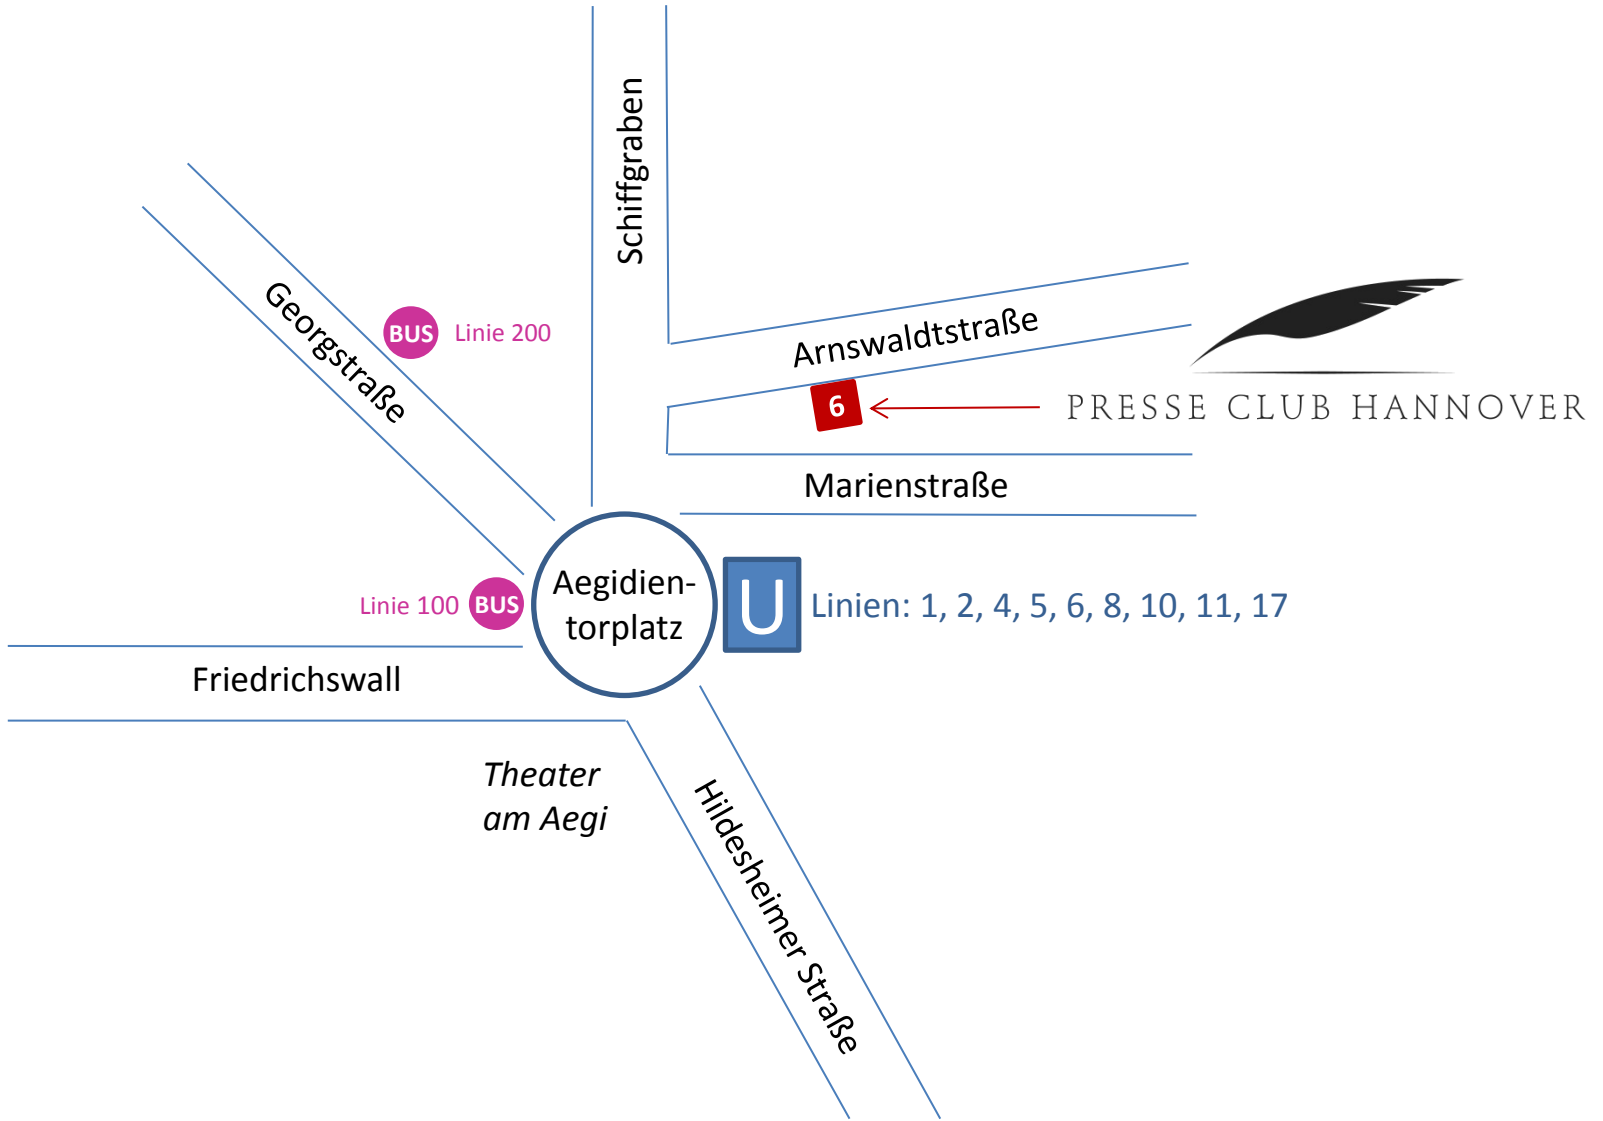 Schiffgraben
Georgstraße
BUS Linie 200
Arnswaldtstraße
6
PRESSE CLUB HANNOVER
Marienstraße
Aegidien-
torplatz
Linie 100 BUS
U Linien: 1, 2, 4, 5, 6, 8, 10, 11, 17
Friedrichswall
Theater
am Aegi
Hildesheimer Straße